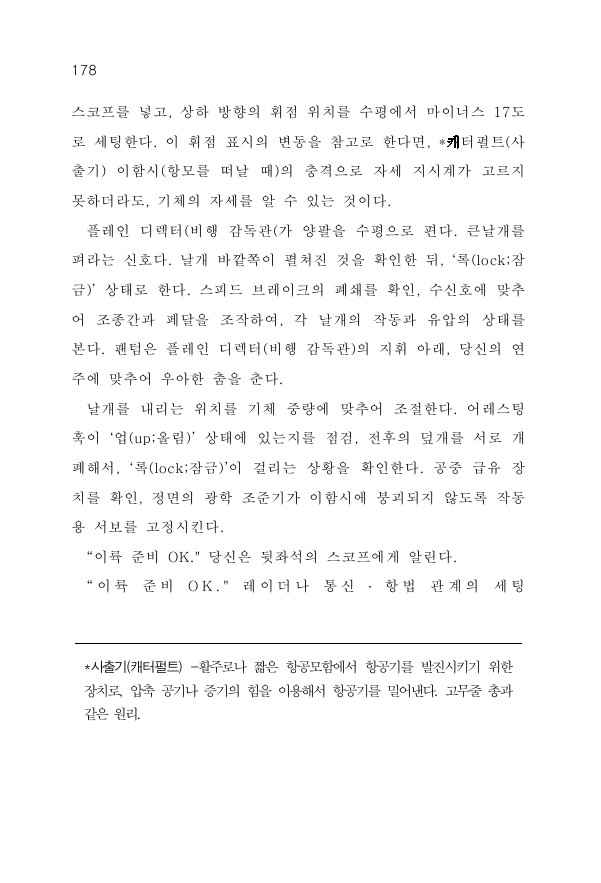 178
스코프를 넣고, 상하 방향의 휘점 위치를 수평에서 마이너스 17도
로 세팅한다. 이 휘점 표시의 변동을 참고로 한다면, *캐터펄트(사
출기) 이함시(항모를 떠날 때)의 충격으로 자세 지시계가 고르지
못하더라도, 기체의 자세를 알 수 있는 것이다.
플레인 디렉터(비행 감독관(가 양팔을 수평으로 편다. 큰날개를
펴라는 신호다. 날개 바깥쪽이 펼쳐진 것을 확인한 뒤, ‘록(lock;잠
금)’ 상태로 한다. 스피드 브레이크의 폐쇄를 확인, 수신호에 맞추
어 조종간과 페달을 조작하여, 각 날개의 작동과 유압의 상태를
본다. 팬텀은 플레인 디렉터(비행 감독관)의 지휘 아래, 당신의 연
주에 맞추어 우아한 춤을 춘다.
날개를 내리는 위치를 기체 중량에 맞추어 조절한다. 어레스팅
훅이 ‘업(up;올림)’ 상태에 있는지를 점검, 전후의 덮개를 서로 개
폐해서, ‘록(lock;잠금)’이 걸리는 상황을 확인한다. 공중 급유 장
치를 확인, 정면의 광학 조준기가 이함시에 붕괴되지 않도록 작동
용 서보를 고정시킨다.
“이륙 준비 OK." 당신은 뒷좌석의 스코프에게 알린다.
“이륙 준비 OK." 레이더나 통신 · 항법 관계의 세팅
*사출기(캐터펄트) -활주로나 짧은 항공모함에서 항공기를 발진시키기 위한
장치로, 압축 공기나 증기의 힘을 이용해서 항공기를 밀어낸다. 고무줄 총과
같은 원리.